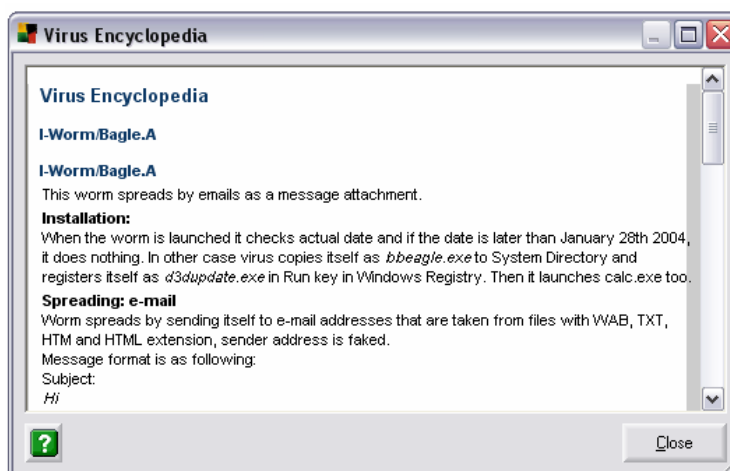 Virus Encyclopedia
Virus Encyclopedia
I-Worm/Bagle.A
I-Worm/Bagle.A
This worm spreads by emails as a message attachment.
Installation:
When the worm is launched it checks actual date and if the date is later than January 28th 2004,
it does nothing. In other case virus copies itself as bbeagle.exe to System Directory and
registers itself as d3dupdate.exe in Run key in Windows Registry. Then it launches calc.exe too.
Spreading: e-mail
Worm spreads by sending itself to e-mail addresses that are taken from files with WAB, TXT,
HTM and HTML extension, sender address is faked.
Message format is as following:
Subject:
Hi
?
Close